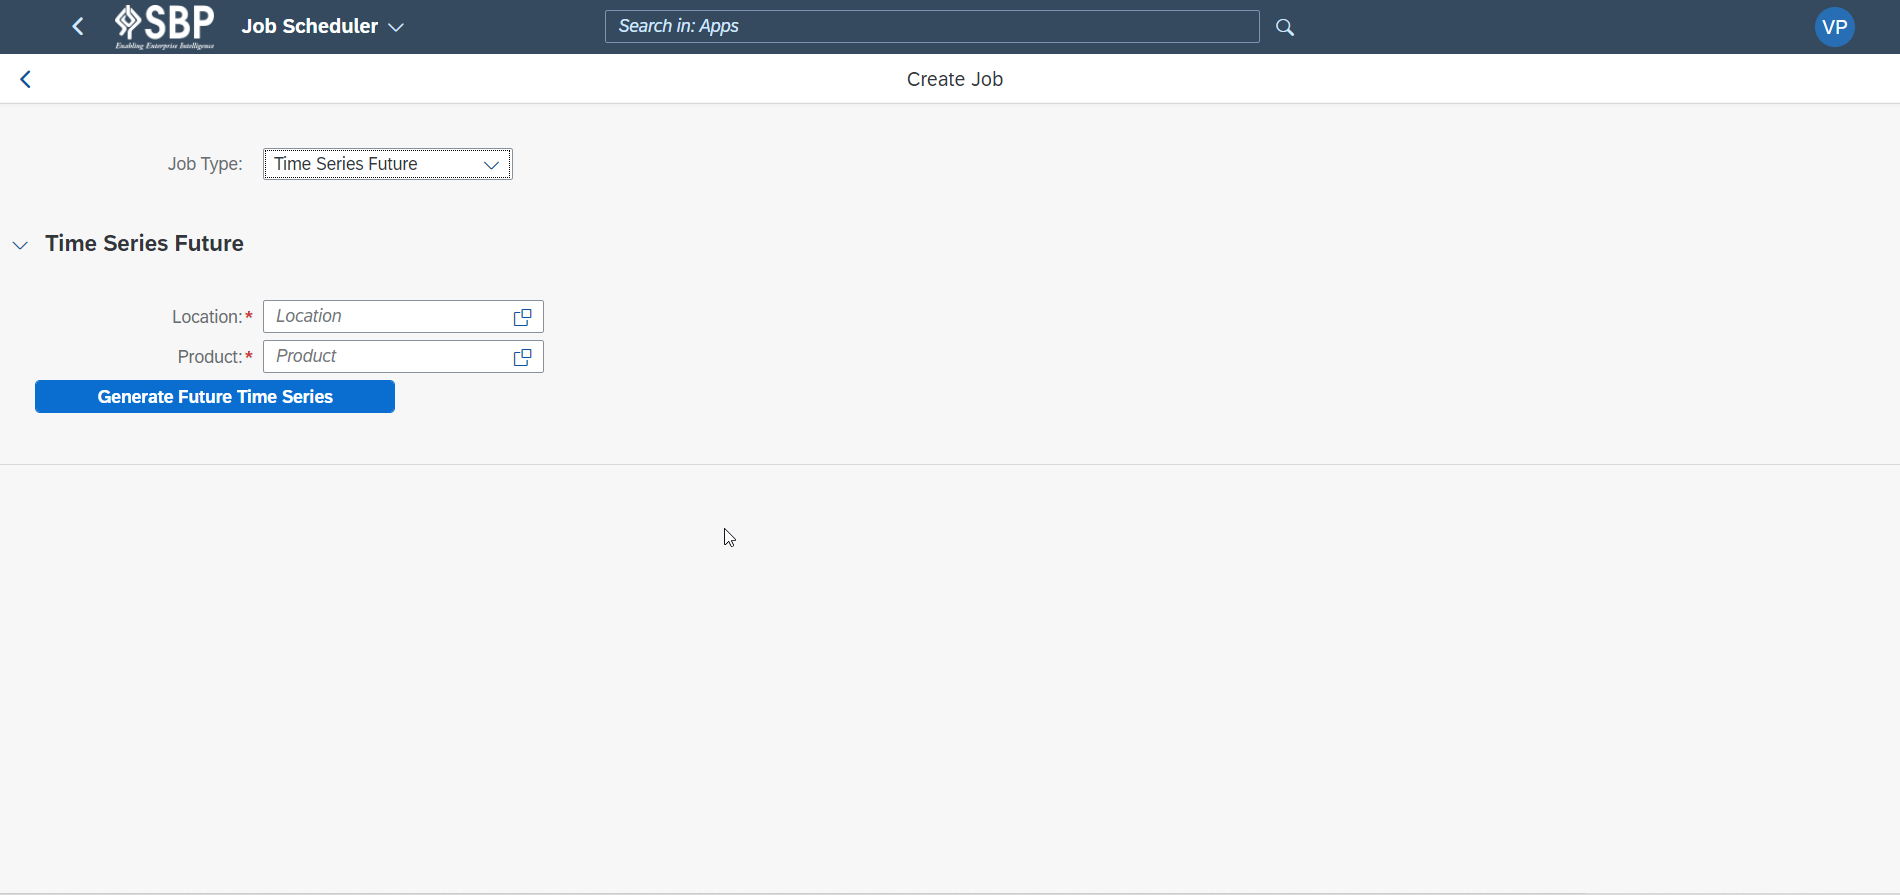 SBP
Enabling Enterprise Intelligence
Job Scheduler
Search in: Apps
VP
Create Job
Job Type:
Time Series Future
Time Series Future
Location:*
Location
Product:*
Product
Generate Future Time Series